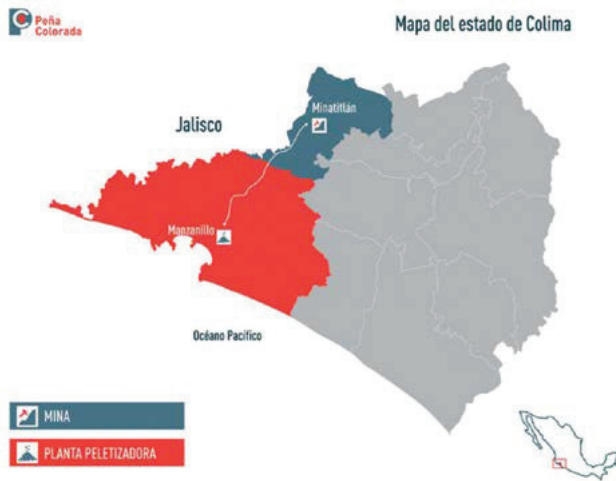 Peña
Colorada
Mapa del estado de Colima
Minatitlán
Jalisco
Manzanillo
Océano Pacífico
MINA
PLANTA PELETIZADORA